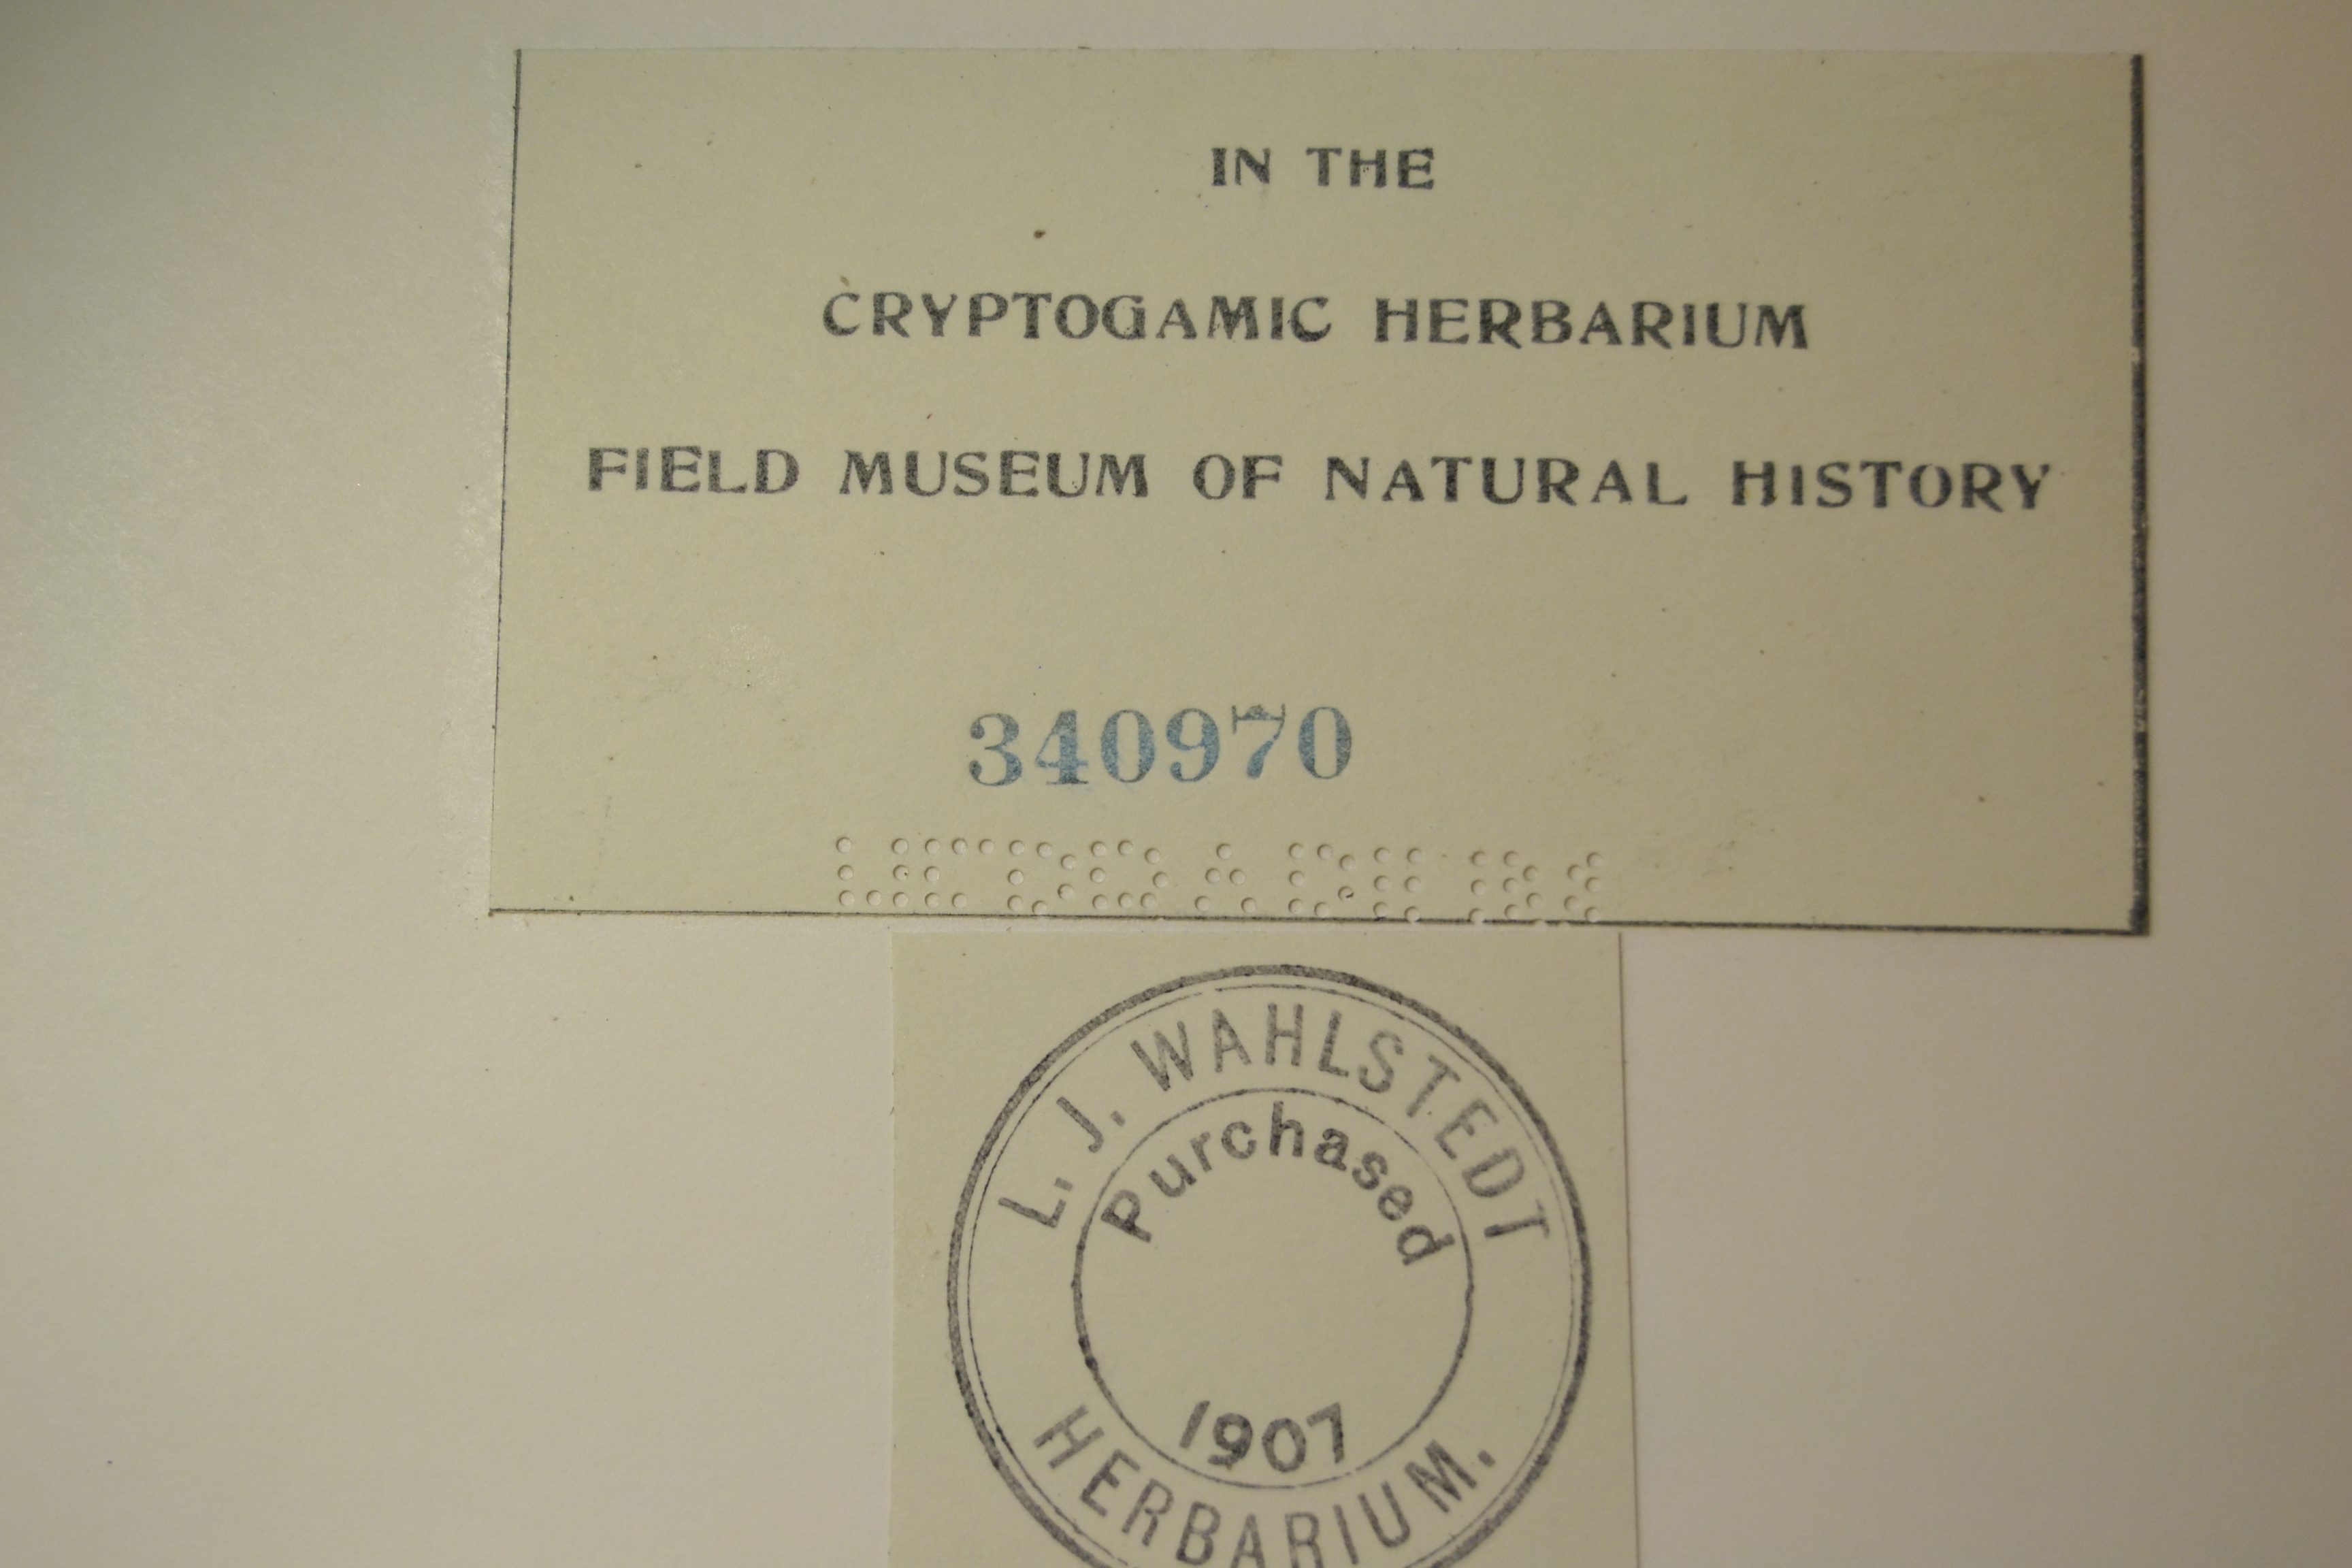 IN THE
CRYPTOGAMIC HERBARIUM
FIELD MUSEUM OF NATURAL HISTORY
340970
L. J. WAHLSTEDT
Purchased
1907
HERBARIUM.